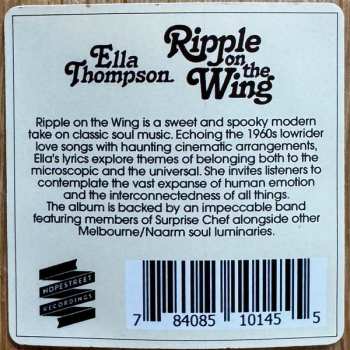 Ella
Thompson
Ripple
on the
Wing
Ripple on the Wing is a sweet and spooky modern
take on classic soul music. Echoing the 1960s lowrider
love songs with haunting cinematic arrangements,
Ella's lyrics explore themes of belonging both to the
microscopic and the universal. She invites listeners to
contemplate the vast expanse of human emotion
and the interconnectedness of all things.
The album is backed by an impeccable band
featuring members of Surprise Chef alongside other
Melbourne/Naarm soul luminaries.
HOPESTREET
RECORDINGS
7 84085 10145 5